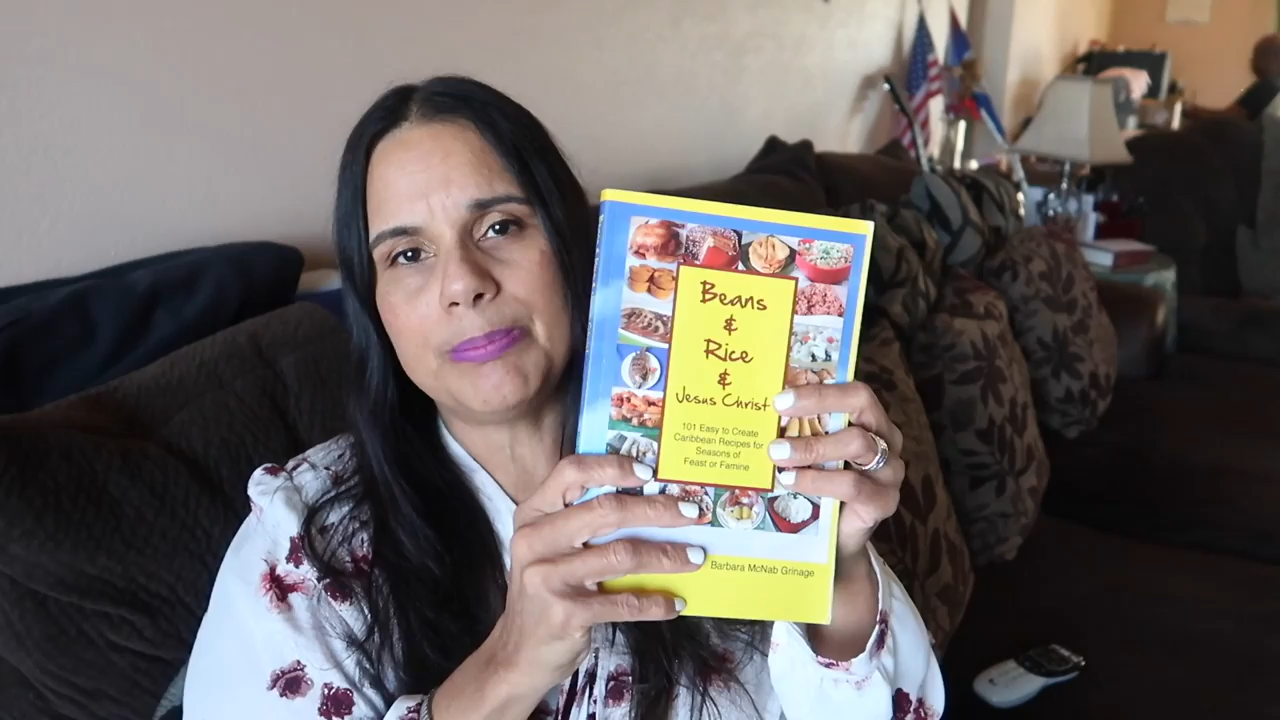 Beans
&
Rice
&
Jesus Christ
101 Easy to Create
Caribbean Recipes for
Seasons of
Feast or Famine
Barbara McNab Grinage